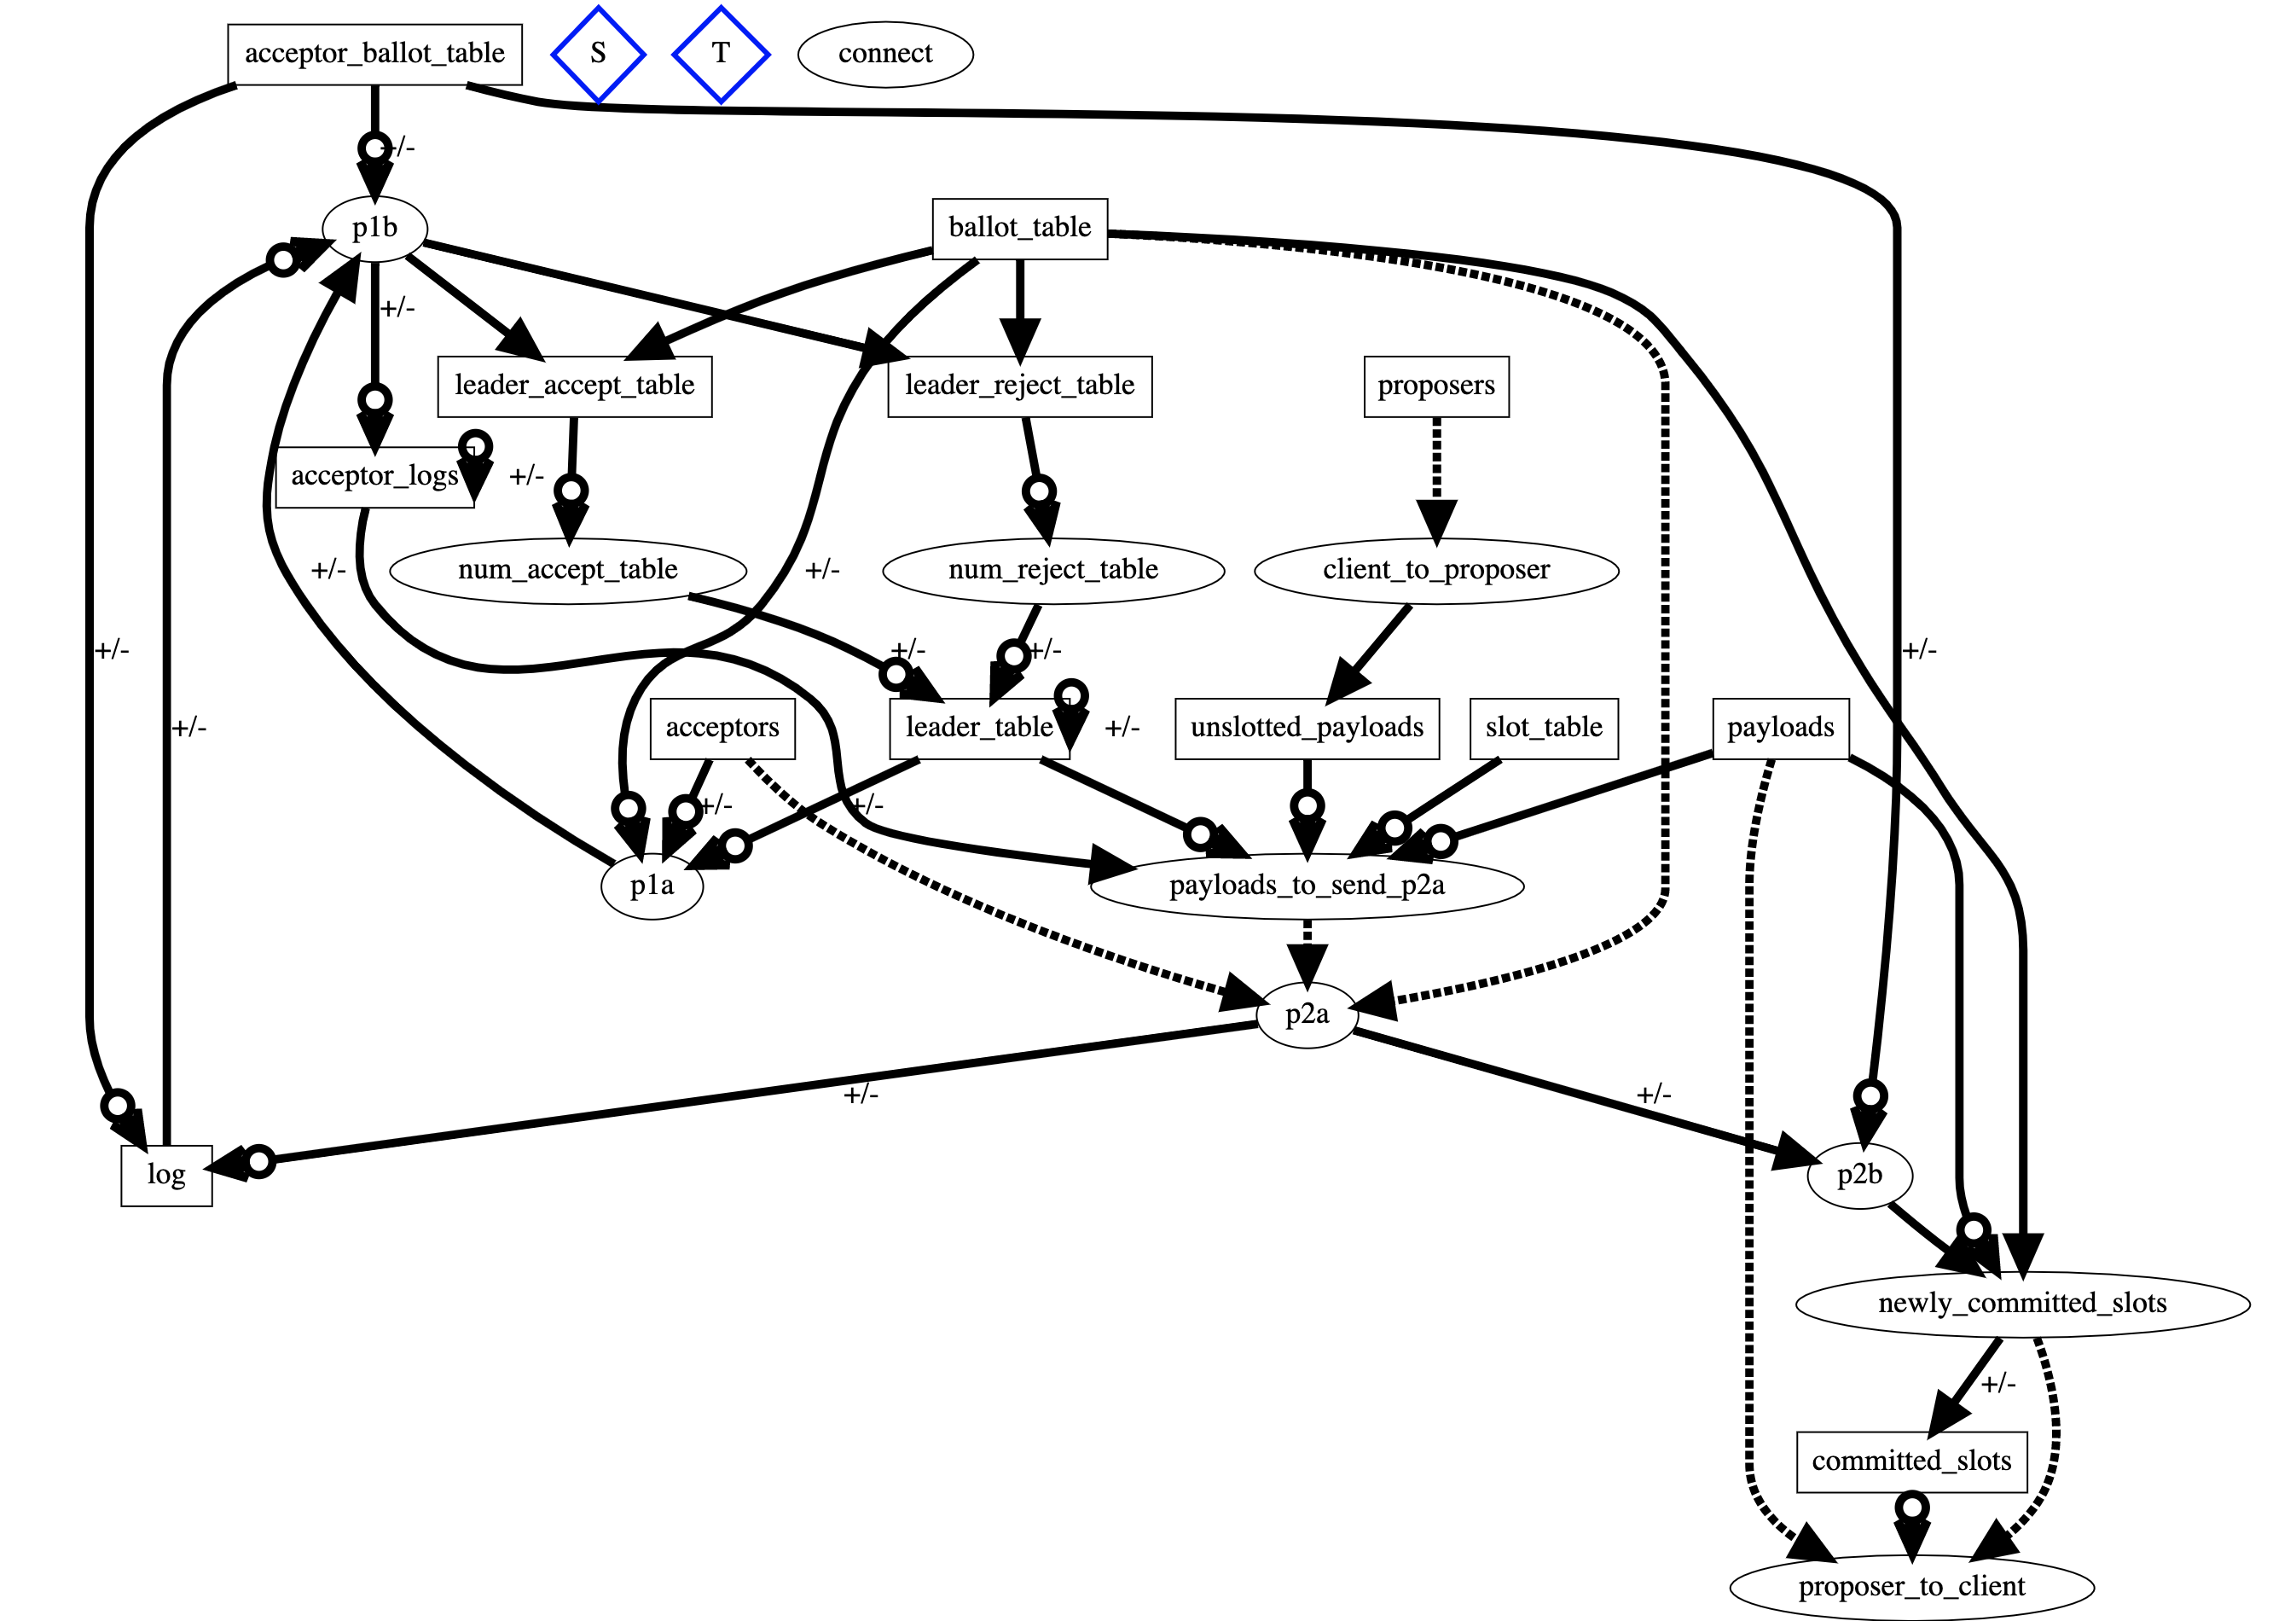 acceptor_ballot_table
S
T
connect
+/-
p1b
ballot_table
+/-
leader_accept_table
leader_reject_table
proposers
acceptor_logs
+/-
+/-
num_accept_table
+/-
num_reject_table
client_to_proposer
+/-
+/-
+/-
+/-
+/-
acceptors
leader_table
+/-
unslotted_payloads
slot_table
payloads
+/-
+/-
p1a
payloads_to_send_p2a
p2a
+/-
+/-
log
p2b
newly_committed_slots
+/-
committed_slots
proposer_to_client